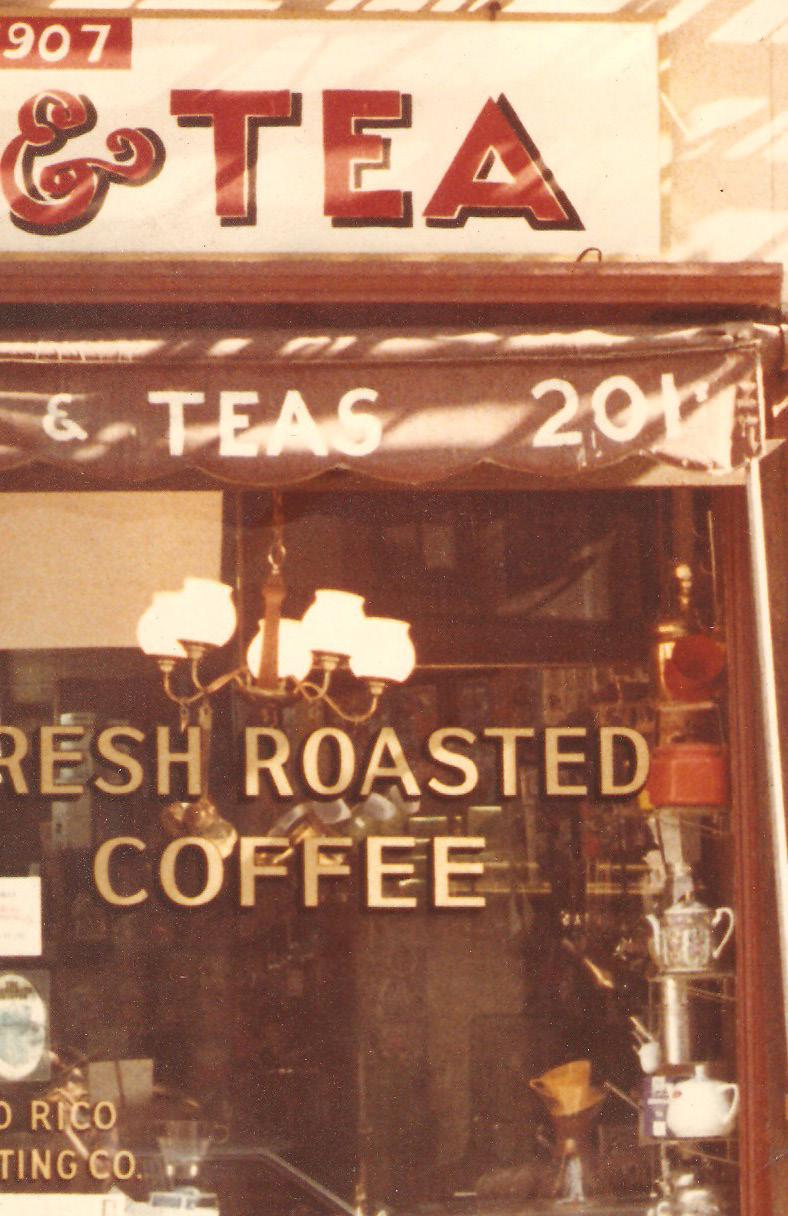 907
& TEA
& TEAS 201
RESH ROASTED
COFFEE
O RICO
TING CO.